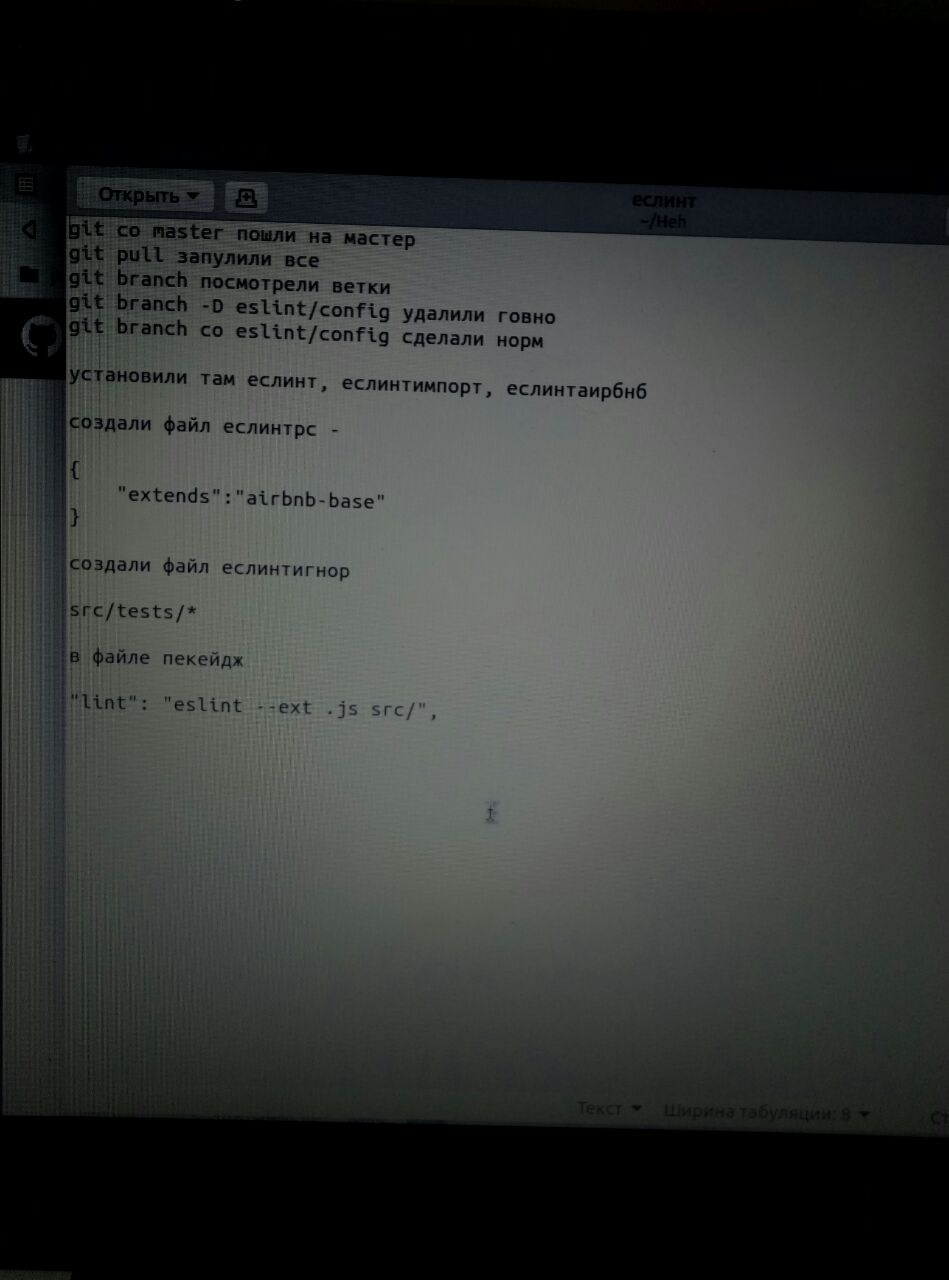 Открыть
еслинт
~/Heh
git co master пошли на мастер
git pull запулили все
git branch посмотрели ветки
git branch -D eslint/config удалили говно
git branch co eslint/config сделали норм
установили там еслинт, еслинтимпорт, еслинтаирбнб
создали файл еслинтрс -
{
"extends":"airbnb-base"
}
создали файл еслинтигнор
src/tests/*
в файле пекейдж
"lint": "eslint --ext .js src/",
Текст
Ширина табуляции: 8
Ст